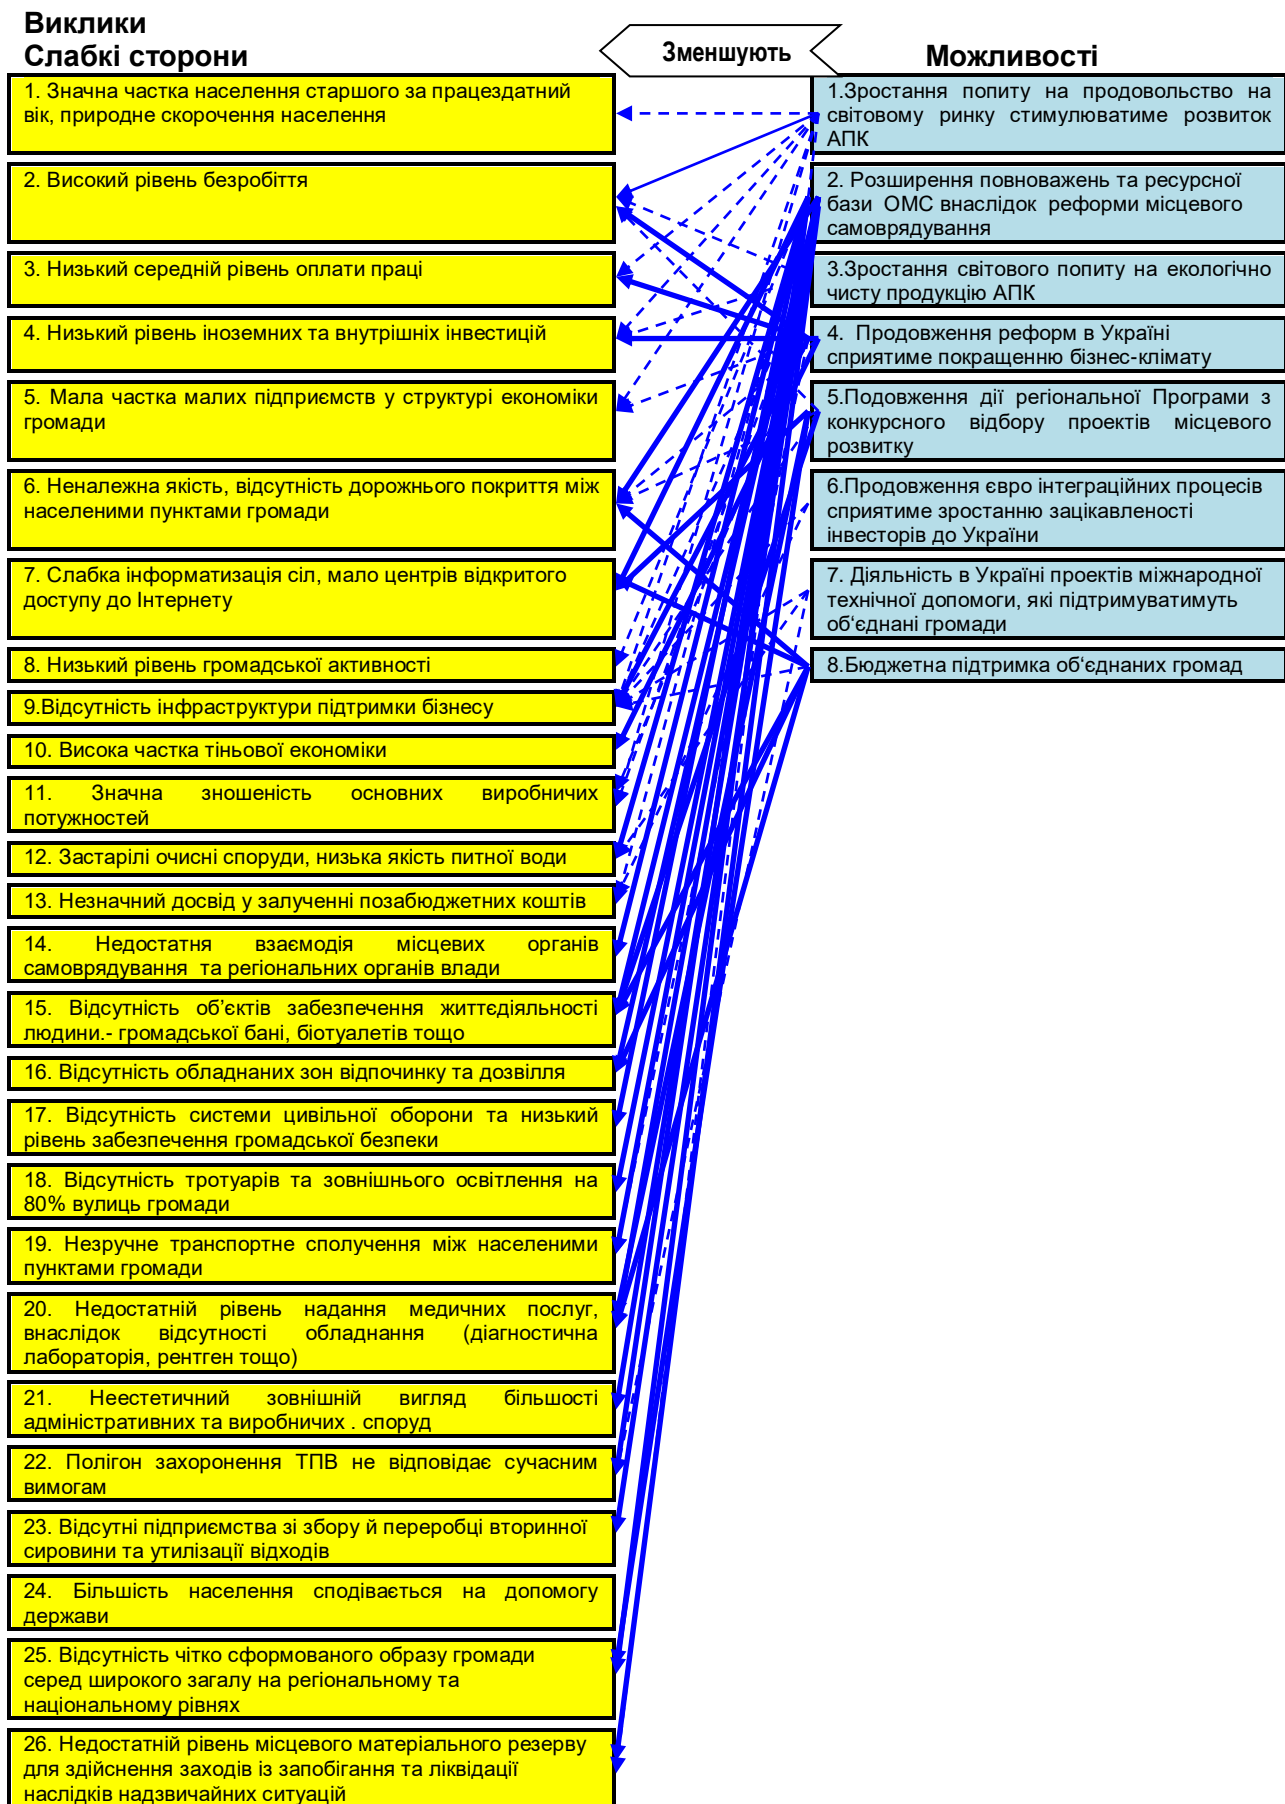 Виклики
Слабкі сторони
Зменшують
Можливості
1. Значна частка населення старшого за працездатний
вік, природне скорочення населення
2. Високий рівень безробіття
3. Низький середній рівень оплати праці
4. Низький рівень іноземних та внутрішніх інвестицій
5. Мала частка малих підприємств у структурі економіки
громади
6. Неналежна якість, відсутність дорожнього покриття між
населеними пунктами громади
7. Слабка інформатизація сіл, мало центрів відкритого
доступу до Інтернету
8. Низький рівень громадської активності
9.Відсутність інфраструктури підтримки бізнесу
10. Висока частка тіньової економіки
11. Значна зношеність основних виробничих
потужностей
12. Застарілі очисні споруди, низька якість питної води
13. Незначний досвід у залученні позабюджетних коштів
14. Недостатня взаємодія місцевих органів
самоврядування та регіональних органів влади
15. Відсутність об’єктів забезпечення життєдіяльності
людини.- громадської бані, біотуалетів тощо
16. Відсутність обладнаних зон відпочинку та дозвілля
17. Відсутність системи цивільної оборони та низький
рівень забезпечення громадської безпеки
18. Відсутність тротуарів та зовнішнього освітлення на
80% вулиць громади
19. Незручне транспортне сполучення між населеними
пунктами громади
20. Недостатній рівень надання медичних послуг,
внаслідок відсутності обладнання (діагностична
лабораторія, рентген тощо)
21. Неестетичний зовнішній вигляд більшості
адміністративних та виробничих . споруд
22. Полігон захоронення ТПВ не відповідає сучасним
вимогам
23. Відсутні підприємства зі збору й переробці вторинної
сировини та утилізації відходів
24. Більшість населення сподівається на допомогу
держави
25. Відсутність чітко сформованого образу громади
серед широкого загалу на регіональному та
національному рівнях
26. Недостатній рівень місцевого матеріального резерву
для здійснення заходів із запобігання та ліквідації
наслідків надзвичайних ситуацій
1.Зростання попиту на продовольство на
світовому ринку стимулюватиме розвиток
АПК
2. Розширення повноважень та ресурсної
бази ОМС внаслідок реформи місцевого
самоврядування
3.Зростання світового попиту на екологічно
чисту продукцію АПК
4. Продовження реформ в Україні
сприятиме покращенню бізнес-клімату
5.Подовження дії регіональної Програми з
конкурсного відбору проектів місцевого
розвитку
6.Продовження євро інтеграційних процесів
сприятиме зростанню зацікавленості
інвесторів до України
7. Діяльність в Україні проектів міжнародної
технічної допомоги, які підтримуватимуть
об‘єднані громади
8.Бюджетна підтримка об‘єднаних громад